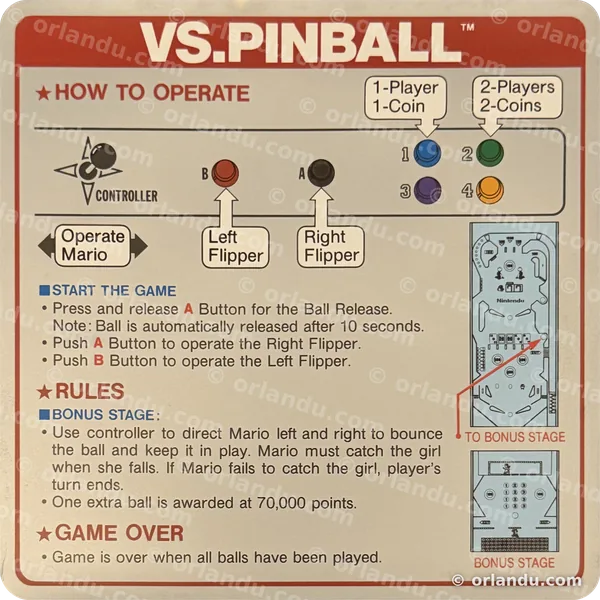 VS.PINBALL™
★HOW TO OPERATE
1-Player
1-Coin
2-Players
2-Coins
1
2
B
A
3
4
CONTROLLER
Operate
Mario
Left
Flipper
Right
Flipper
■START THE GAME
• Press and release A Button for the Ball Release.
Note: Ball is automatically released after 10 seconds.
• Push A Button to operate the Right Flipper.
• Push B Button to operate the Left Flipper.
Nintendo
★RULES
■BONUS STAGE:
• Use controller to direct Mario left and right to bounce
the ball and keep it in play. Mario must catch the girl
when she falls. If Mario fails to catch the girl, player's
turn ends.
• One extra ball is awarded at 70,000 points.
TO BONUS STAGE
★GAME OVER
• Game is over when all balls have been played.
BONUS STAGE
© orlandu.com